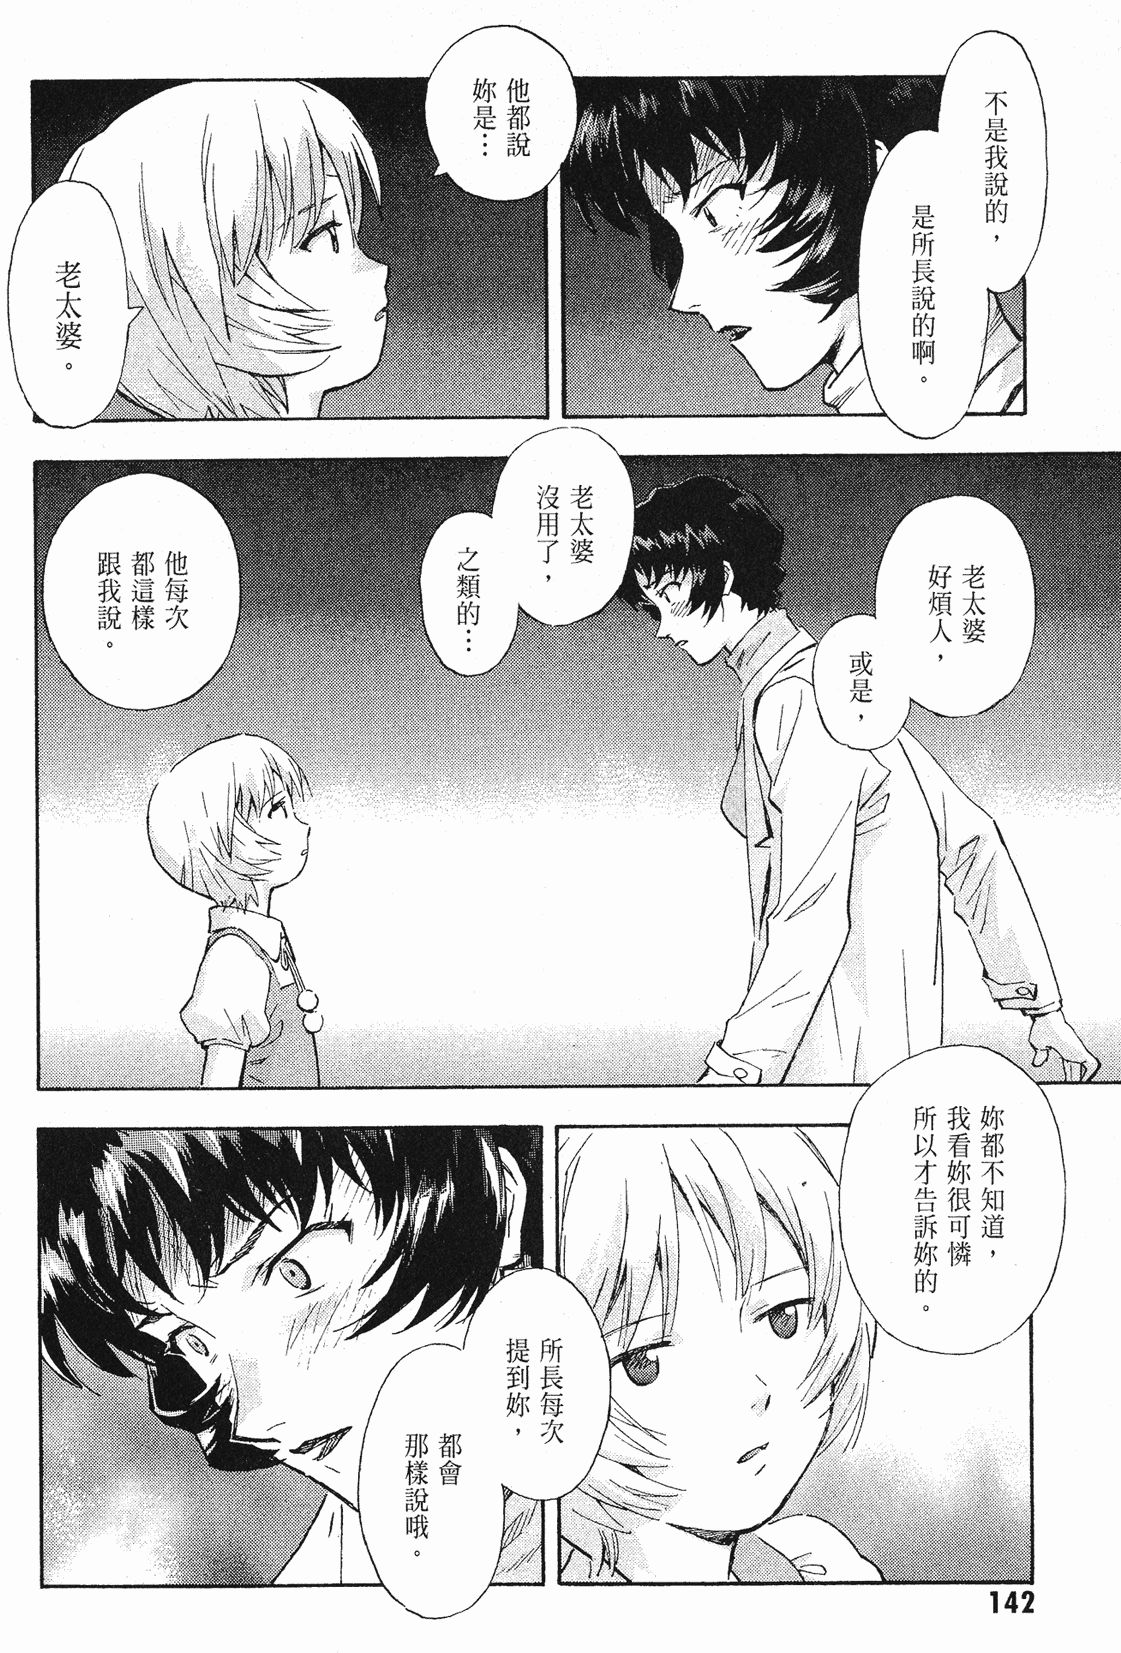 不是我說的，
是所長說的啊。
他都說
妳是…
老太婆。
老太婆
好煩人，
或是，
老太婆
沒用了，
之類的…
他每次
都這樣
跟我說。
妳都不知道，
我看妳很可憐
所以才告訴妳的。
所長每次
提到妳，
都會
那樣說哦。
142